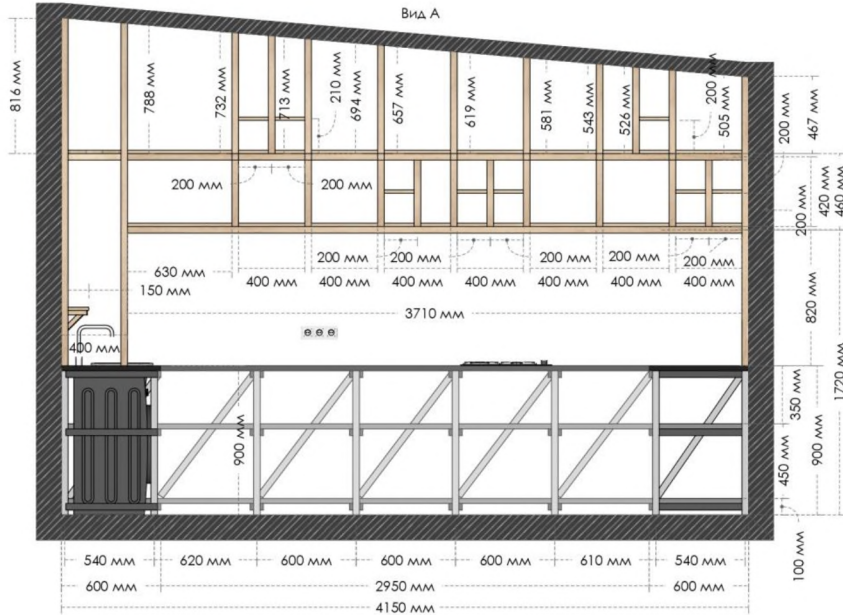 Вид А
816 мм
788 мм
732 мм
713 мм
210 мм
694 мм
657 мм
619 мм
581 мм
543 мм
526 мм
200 мм
505 мм
200 мм
467 мм
200 мм
200 мм
200 мм
420 мм
460 мм
630 мм
400 мм
200 мм
400 мм
200 мм
400 мм
400 мм
200 мм
400 мм
200 мм
400 мм
200 мм
400 мм
150 мм
3710 мм
820 мм
1720 мм
400 мм
900 мм
350 мм
450 мм
900 мм
100 мм
540 мм
620 мм
600 мм
600 мм
600 мм
610 мм
540 мм
600 мм
2950 мм
600 мм
4150 мм